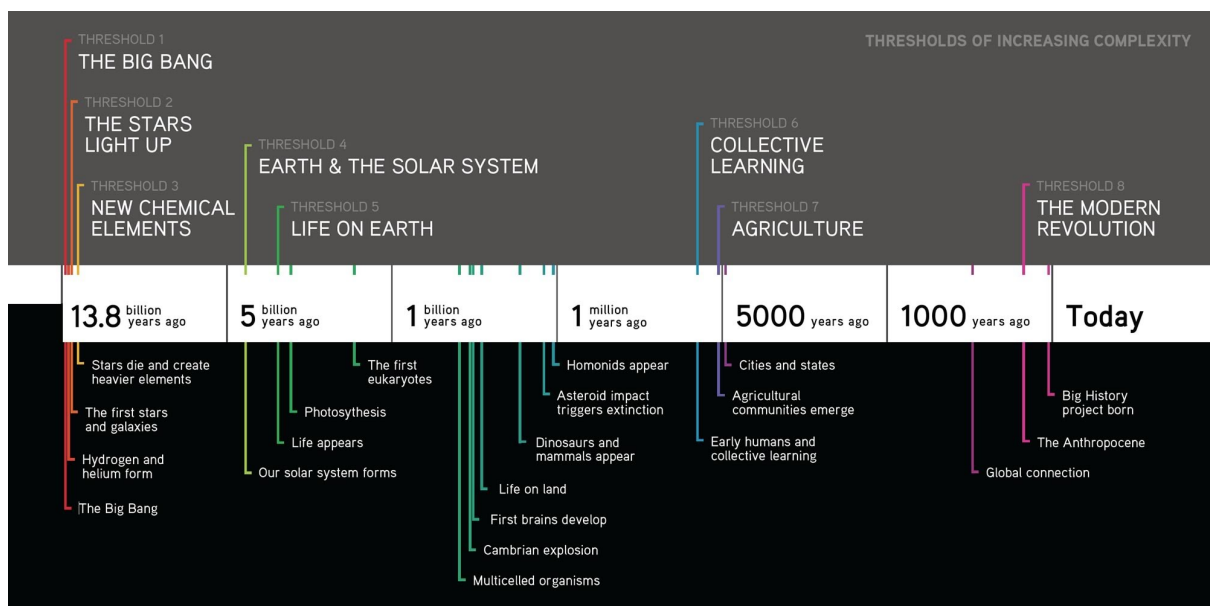 THRESHOLDS OF INCREASING COMPLEXITY
THRESHOLD 1
THE BIG BANG
THRESHOLD 2
THE STARS
LIGHT UP
THRESHOLD 3
NEW CHEMICAL
ELEMENTS
THRESHOLD 4
EARTH & THE SOLAR SYSTEM
THRESHOLD 5
LIFE ON EARTH
THRESHOLD 6
COLLECTIVE
LEARNING
THRESHOLD 7
AGRICULTURE
THRESHOLD 8
THE MODERN
REVOLUTION
13.8 billion
years ago
5 billion
years ago
1 billion
years ago
1 million
years ago
5000 years ago
1000 years ago
Today
Stars die and create
heavier elements
The first stars
and galaxies
Hydrogen and
helium form
The Big Bang
The first
eukaryotes
Photosythesis
Life appears
Our solar system forms
Homonids appear
Asteroid impact
triggers extinction
Dinosaurs and
mammals appear
Life on land
First brains develop
Cambrian explosion
Multicelled organisms
Cities and states
Agricultural
communities emerge
Early humans and
collective learning
Big History
project born
The Anthropocene
Global connection